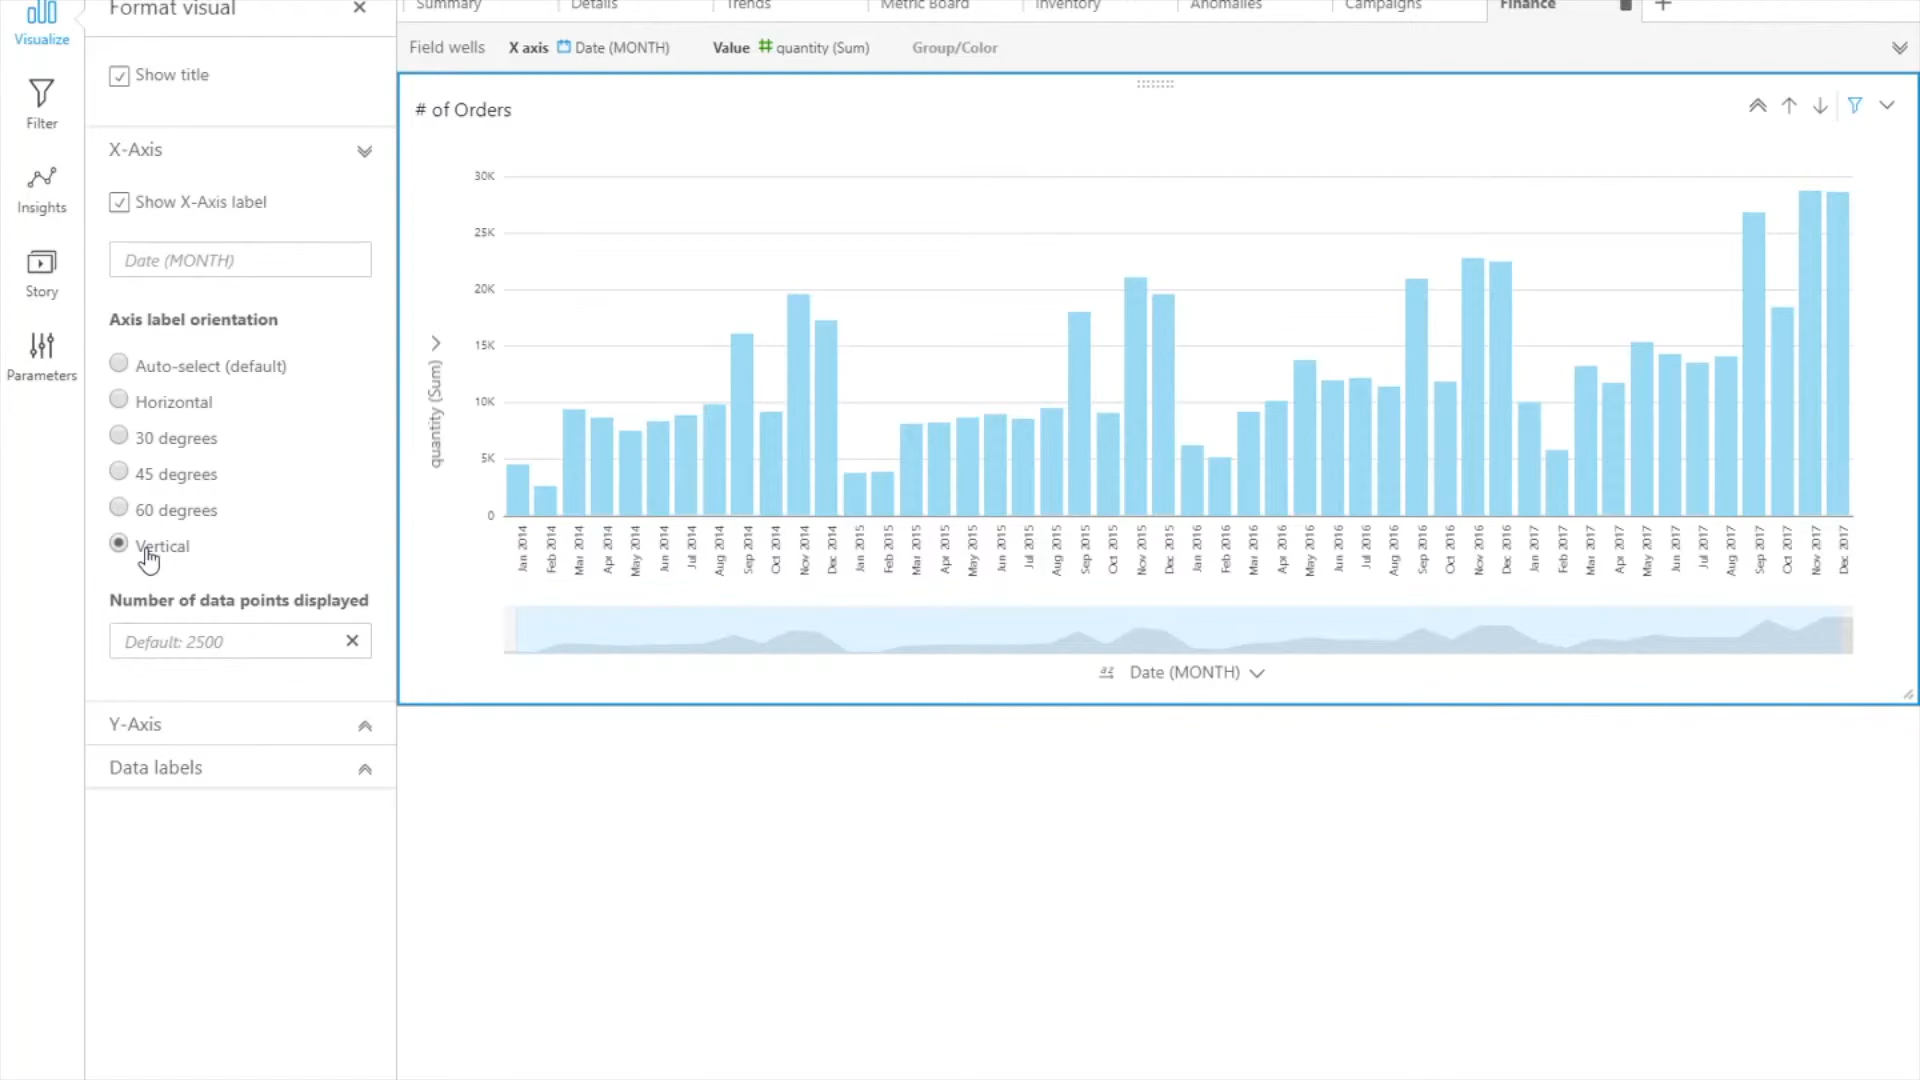 Visualize
Filter
Insights
Story
Parameters
Format visual
Show title
X-Axis
Show X-Axis label
Date (MONTH)
Axis label orientation
Auto-select (default)
Horizontal
30 degrees
45 degrees
60 degrees
Vertical
Number of data points displayed
Default: 2500
Y-Axis
Data labels
Summary Details Trends Metric Board Inventory Anomalies Campaigns Finance
Field wells X axis Date (MONTH) Value quantity (Sum) Group/Color
# of Orders
30K
25K
20K
15K
10K
5K
0
quantity (Sum)
Jan 2014 Feb 2014 Mar 2014 Apr 2014 May 2014 Jun 2014 Jul 2014 Aug 2014 Sep 2014 Oct 2014 Nov 2014 Dec 2014 Jan 2015 Feb 2015 Mar 2015 Apr 2015 May 2015 Jun 2015 Jul 2015 Aug 2015 Sep 2015 Oct 2015 Nov 2015 Dec 2015 Jan 2016 Feb 2016 Mar 2016 Apr 2016 May 2016 Jun 2016 Jul 2016 Aug 2016 Sep 2016 Oct 2016 Nov 2016 Dec 2016 Jan 2017 Feb 2017 Mar 2017 Apr 2017 May 2017 Jun 2017 Jul 2017 Aug 2017 Sep 2017 Oct 2017 Nov 2017 Dec 2017
az Date (MONTH)